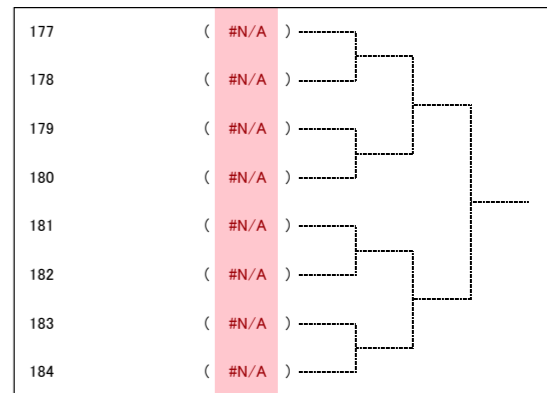 177 ( #N/A )
178 ( #N/A )
179 ( #N/A )
180 ( #N/A )
181 ( #N/A )
182 ( #N/A )
183 ( #N/A )
184 ( #N/A )